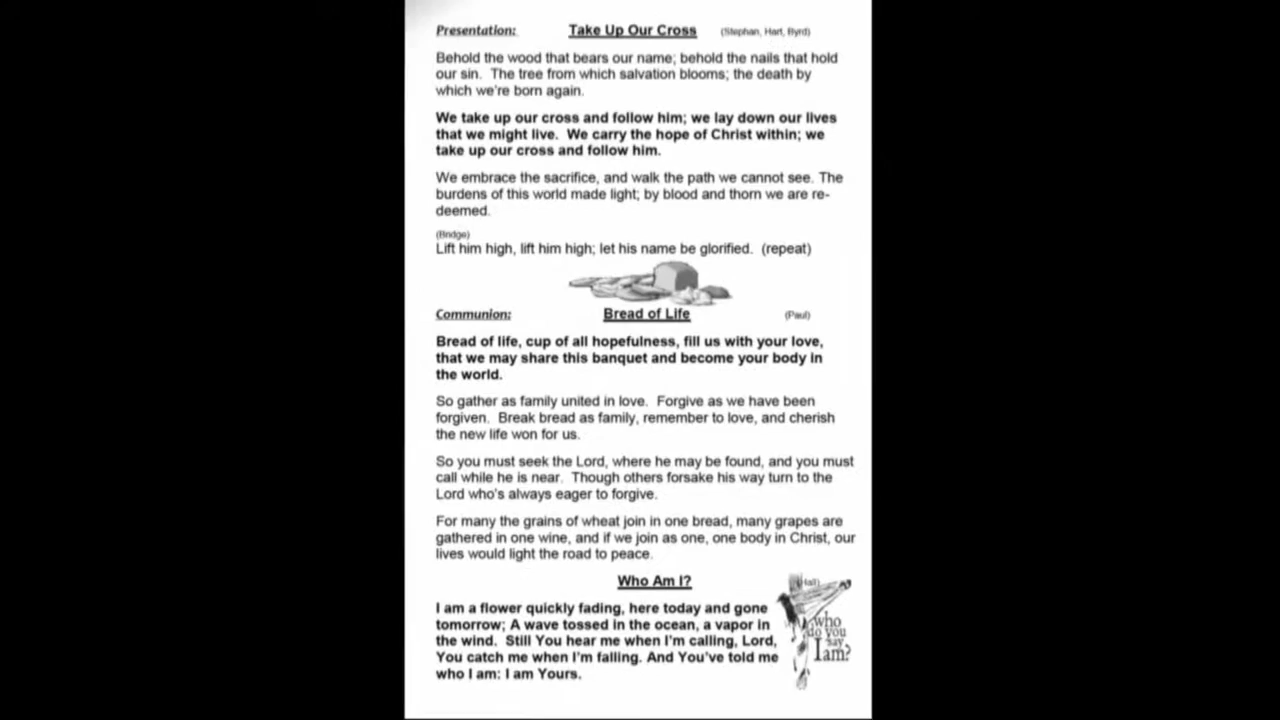 Presentation: Take Up Our Cross (Stephan, Hart, Byrd)
Behold the wood that bears our name; behold the nails that hold
our sin. The tree from which salvation blooms; the death by
which we're born again.
We take up our cross and follow him; we lay down our lives
that we might live. We carry the hope of Christ within; we
take up our cross and follow him.
We embrace the sacrifice, and walk the path we cannot see. The
burdens of this world made light; by blood and thorn we are re-
deemed.
(Bridge)
Lift him high, lift him high; let his name be glorified. (repeat)
Communion: Bread of Life (Paul)
Bread of life, cup of all hopefulness, fill us with your love,
that we may share this banquet and become your body in
the world.
So gather as family united in love. Forgive as we have been
forgiven. Break bread as family, remember to love, and cherish
the new life won for us.
So you must seek the Lord, where he may be found, and you must
call while he is near. Though others forsake his way turn to the
Lord who's always eager to forgive.
For many the grains of wheat join in one bread, many grapes are
gathered in one wine, and if we join as one, one body in Christ, our
lives would light the road to peace.
Who Am I?
I am a flower quickly fading, here today and gone
tomorrow; A wave tossed in the ocean, a vapor in
the wind. Still You hear me when I'm calling, Lord,
You catch me when I'm falling. And You've told me
who I am: I am Yours.
who
do you
say
I am?